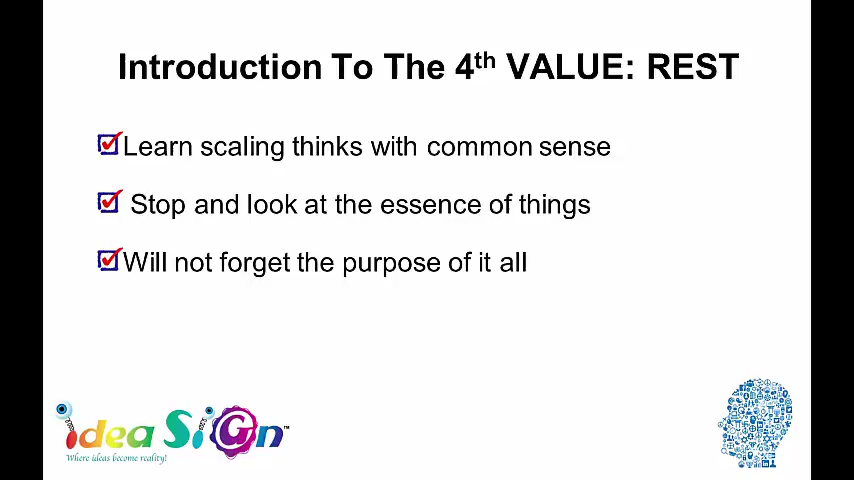 Introduction To The 4th VALUE: REST
Learn scaling thinks with common sense
Stop and look at the essence of things
Will not forget the purpose of it all
idea SiGn™
Where ideas become reality!